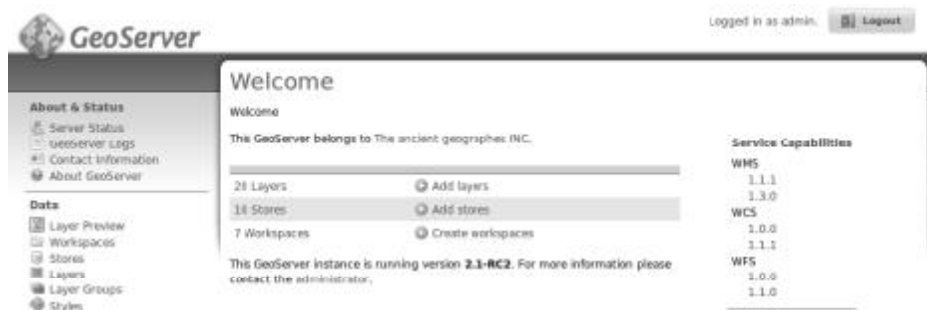 GeoServer
Logged in as admin.
Logout
About & Status
Server Status
GeoServer Logs
Contact Information
About GeoServer
Data
Layer Preview
Workspaces
Stores
Layers
Layer Groups
Styles
Welcome
Welcome
This GeoServer belongs to The ancient geographes INC.
Layers Add layers
Stores Add stores
7 Workspaces Create workspaces
This GeoServer instance is running version 2.1-RC2. For more information please
contact the administrator.
Service Capabilities
WMS
1.1.1
1.3.0
WCS
1.0.0
1.1.1
WFS
1.0.0
1.1.0